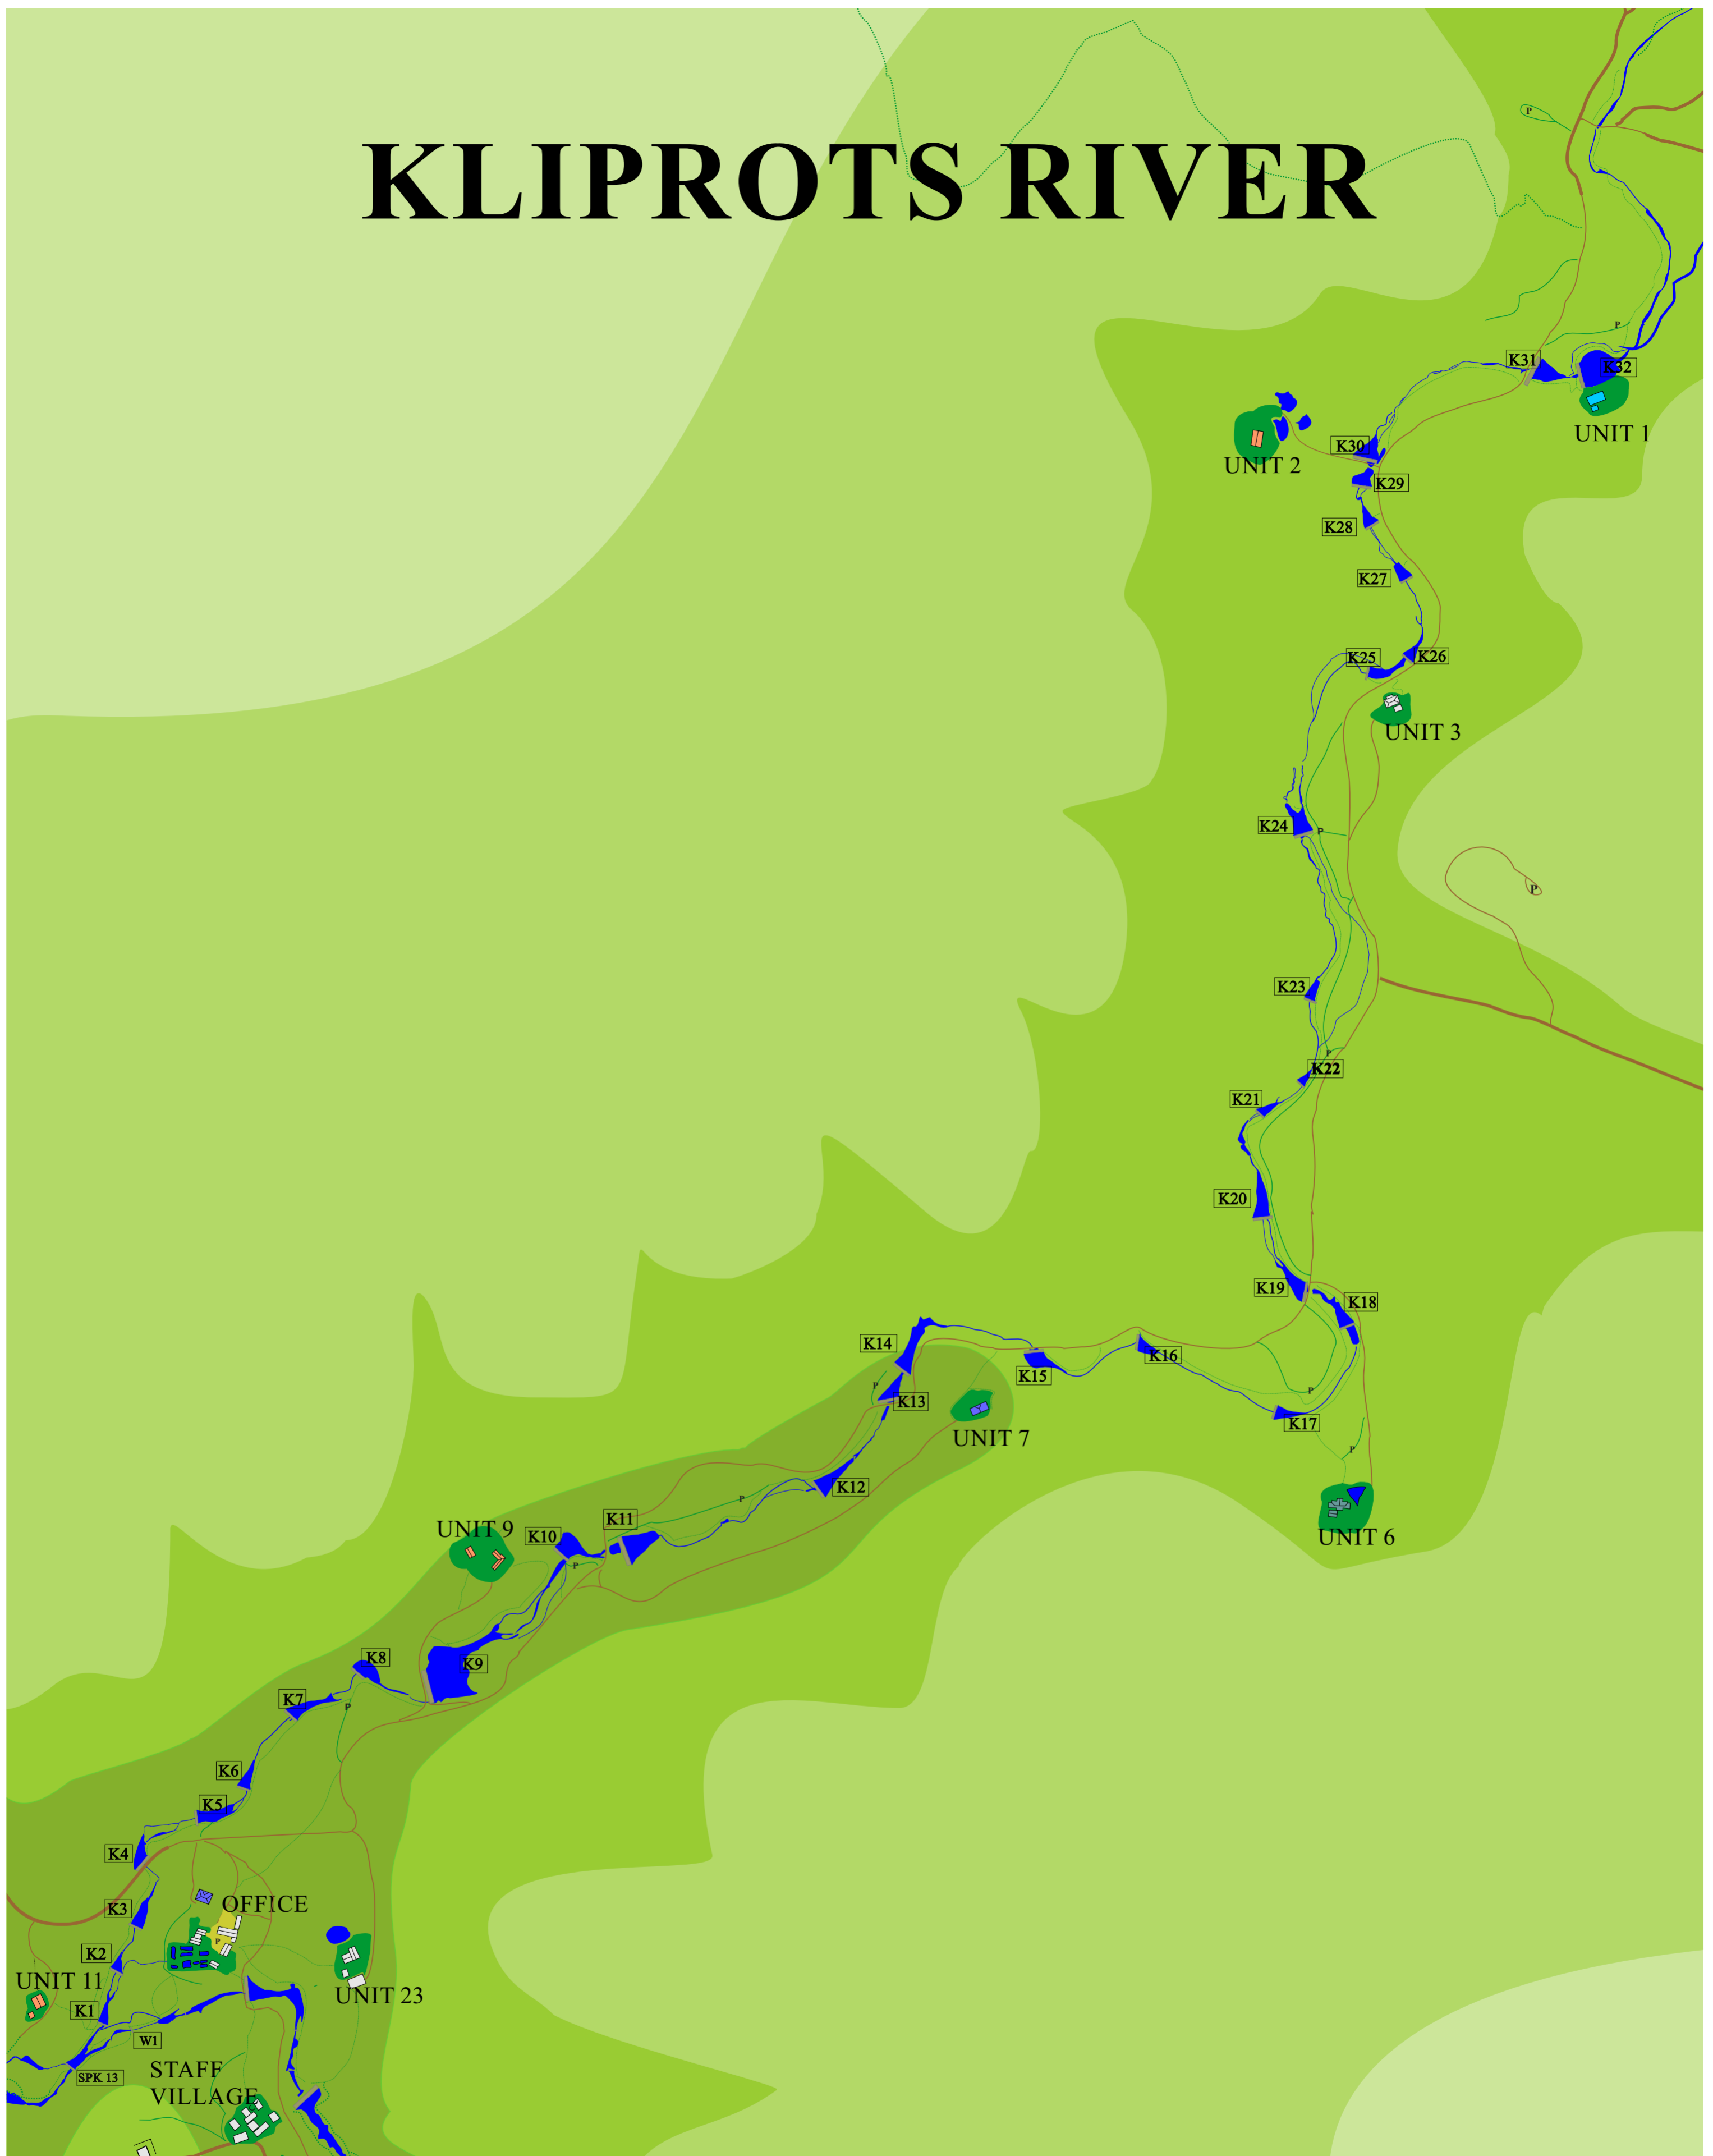 KLIPROTS RIVER
P
P
K31
K32
UNIT 1
K30
UNIT 2
K29
K28
K27
K25
K26
UNIT 3
K24
P
P
K23
P
K22
K21
K20
K19
K18
K14
K16
K15
P
K13
P
K17
UNIT 7
P
K12
P
UNIT 6
K11
UNIT 9
K10
P
K8
K9
K7
P
K6
K5
K4
OFFICE
K3
P
K2
UNIT 11
UNIT 23
K1
W1
SPK 13
STAFF
VILLAGE